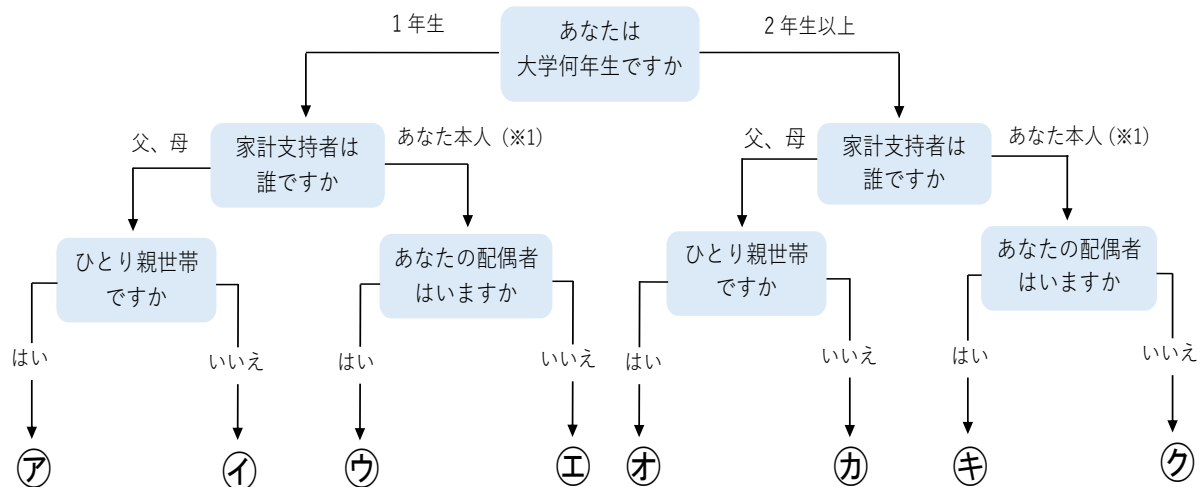 1年生
あなたは
大学何年生ですか
2年生以上
父、母
家計支持者は
誰ですか
あなた本人 (※1)
父、母
家計支持者は
誰ですか
あなた本人 (※1)
ひとり親世帯
ですか
あなたの配偶者
はいますか
ひとり親世帯
ですか
あなたの配偶者
はいますか
はい
いいえ
はい
いいえ
はい
いいえ
はい
いいえ
㋐
㋑
㋒
㋓
㋔
㋕
㋖
㋗